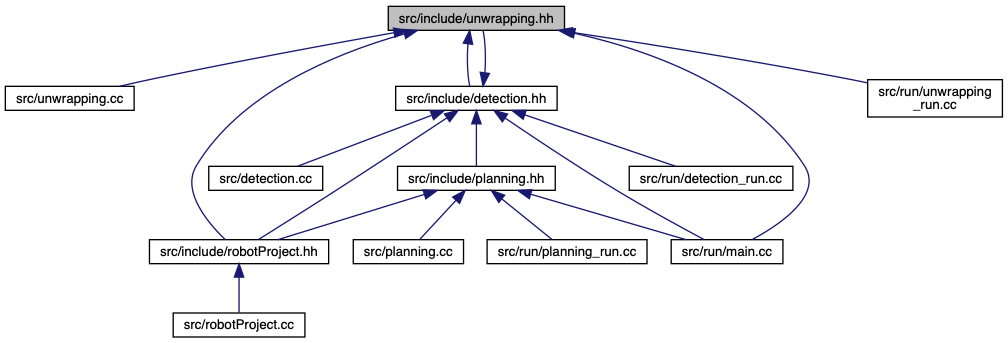 src/include/unwrapping.hh
src/unwrapping.cc
src/include/detection.hh
src/run/unwrapping
_run.cc
src/detection.cc
src/include/planning.hh
src/run/detection_run.cc
src/include/robotProject.hh
src/planning.cc
src/run/planning_run.cc
src/run/main.cc
src/robotProject.cc